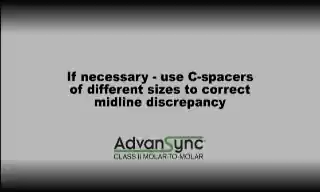 If necessary - use C-spacers
of different sizes to correct
midline discrepancy
AdvanSync
CLASS II MOLAR-TO-MOLAR